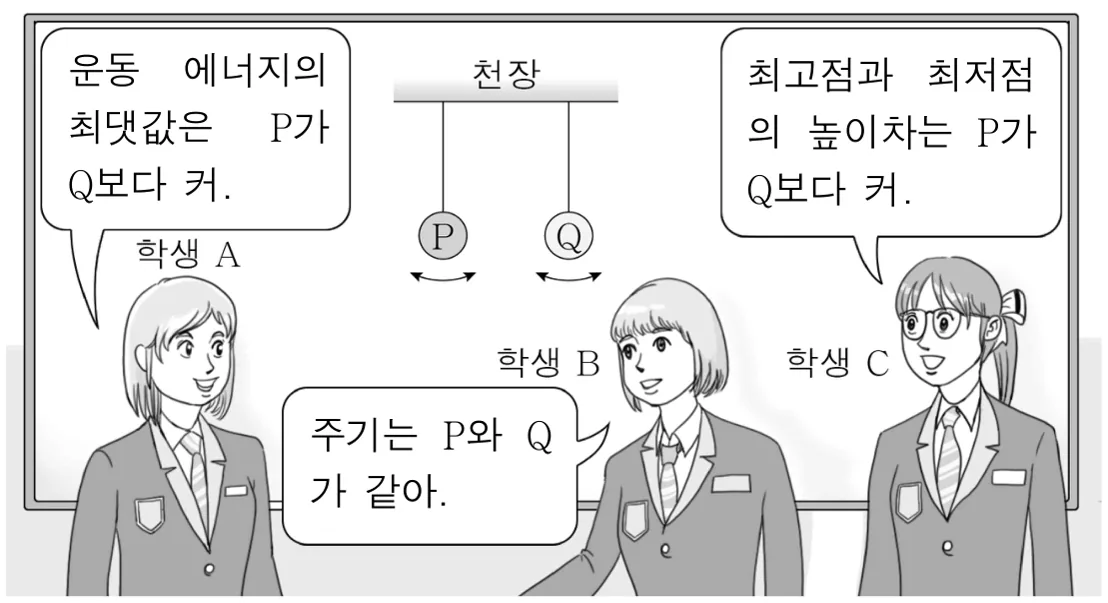 운동 에너지의
최댓값은 P가
Q보다 커.
학생 A
천장
P
Q
최고점과 최저점
의 높이차는 P가
Q보다 커.
학생 B
주기는 P와 Q
가 같아.
학생 C